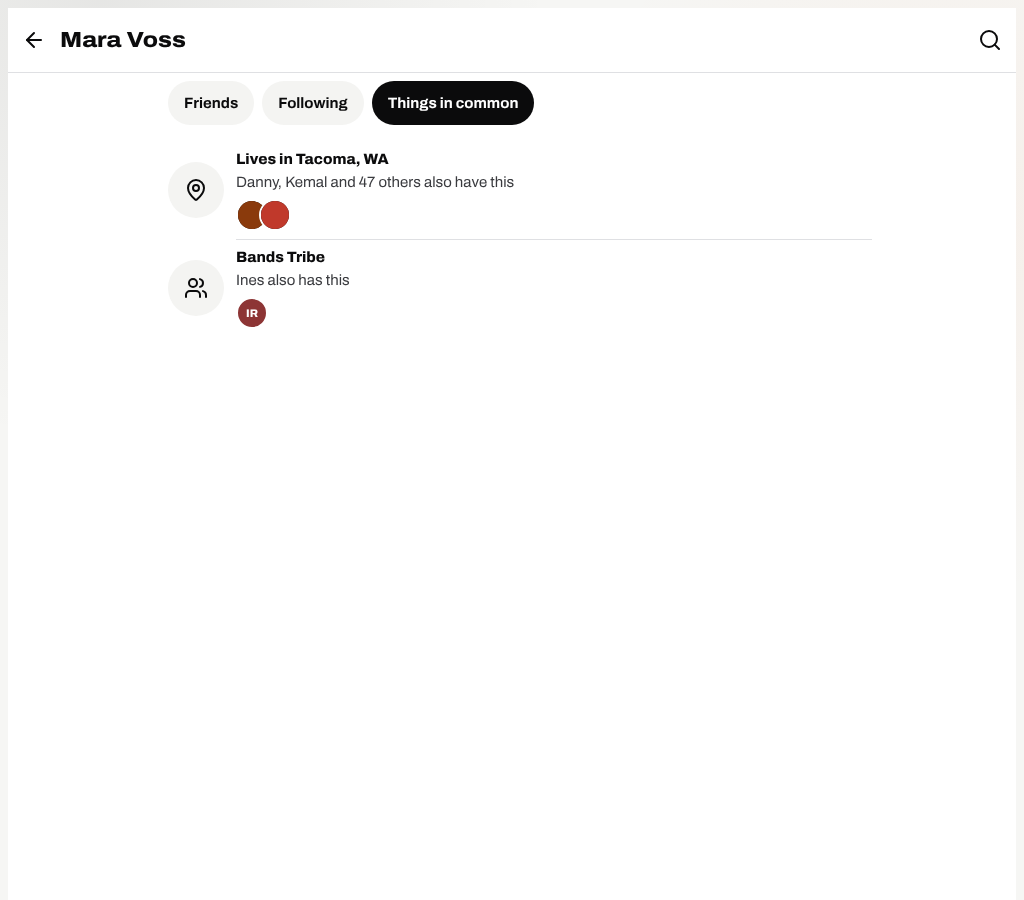 Mara Voss
Friends
Following
Things in common
Lives in Tacoma, WA
Danny, Kemal and 47 others also have this
Bands Tribe
Ines also has this
IR